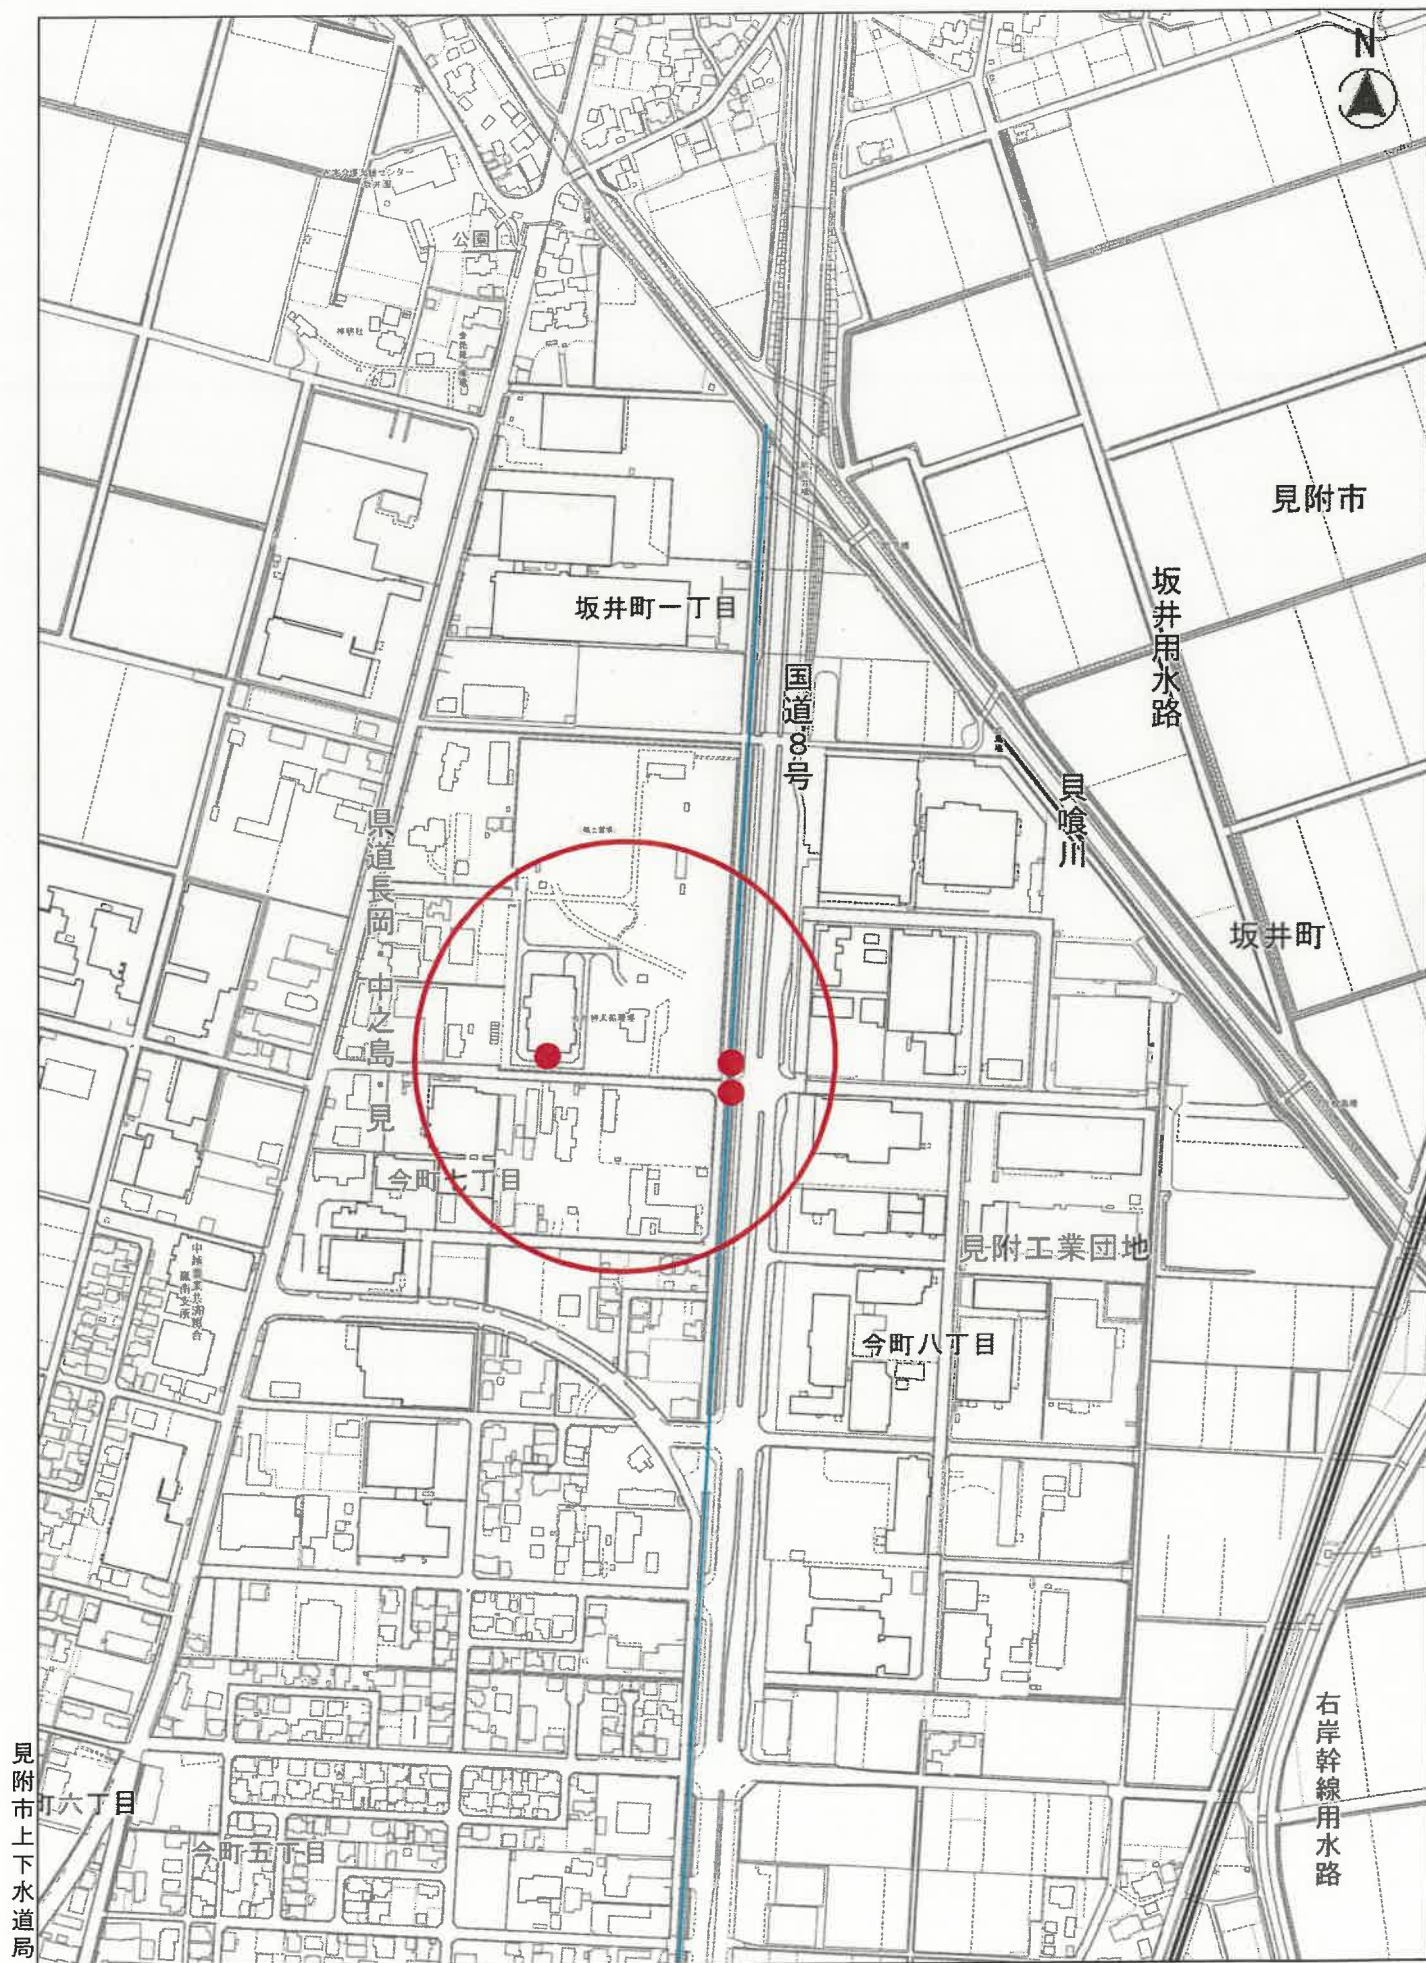 N
公園
神明社
見附市
坂井町一丁目
坂井用水路
国道8号
貝喰川
県道長岡・中之島・見
坂井町
今町七丁目
見附工業団地
今町八丁目
右岸幹線用水路
町六丁目
今町五丁目
見附市上下水道局